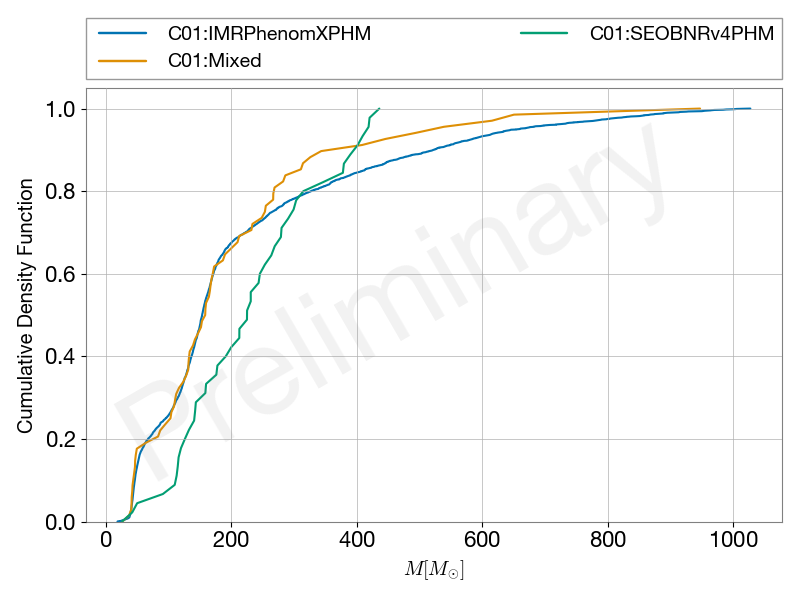 C01:IMRPhenomXPHM
C01:Mixed
C01:SEOBNRv4PHM
1.0
0.8
0.6
0.4
0.2
0.0
Cumulative Density Function
Preliminary
0 200 400 600 800 1000
M[M⊙]